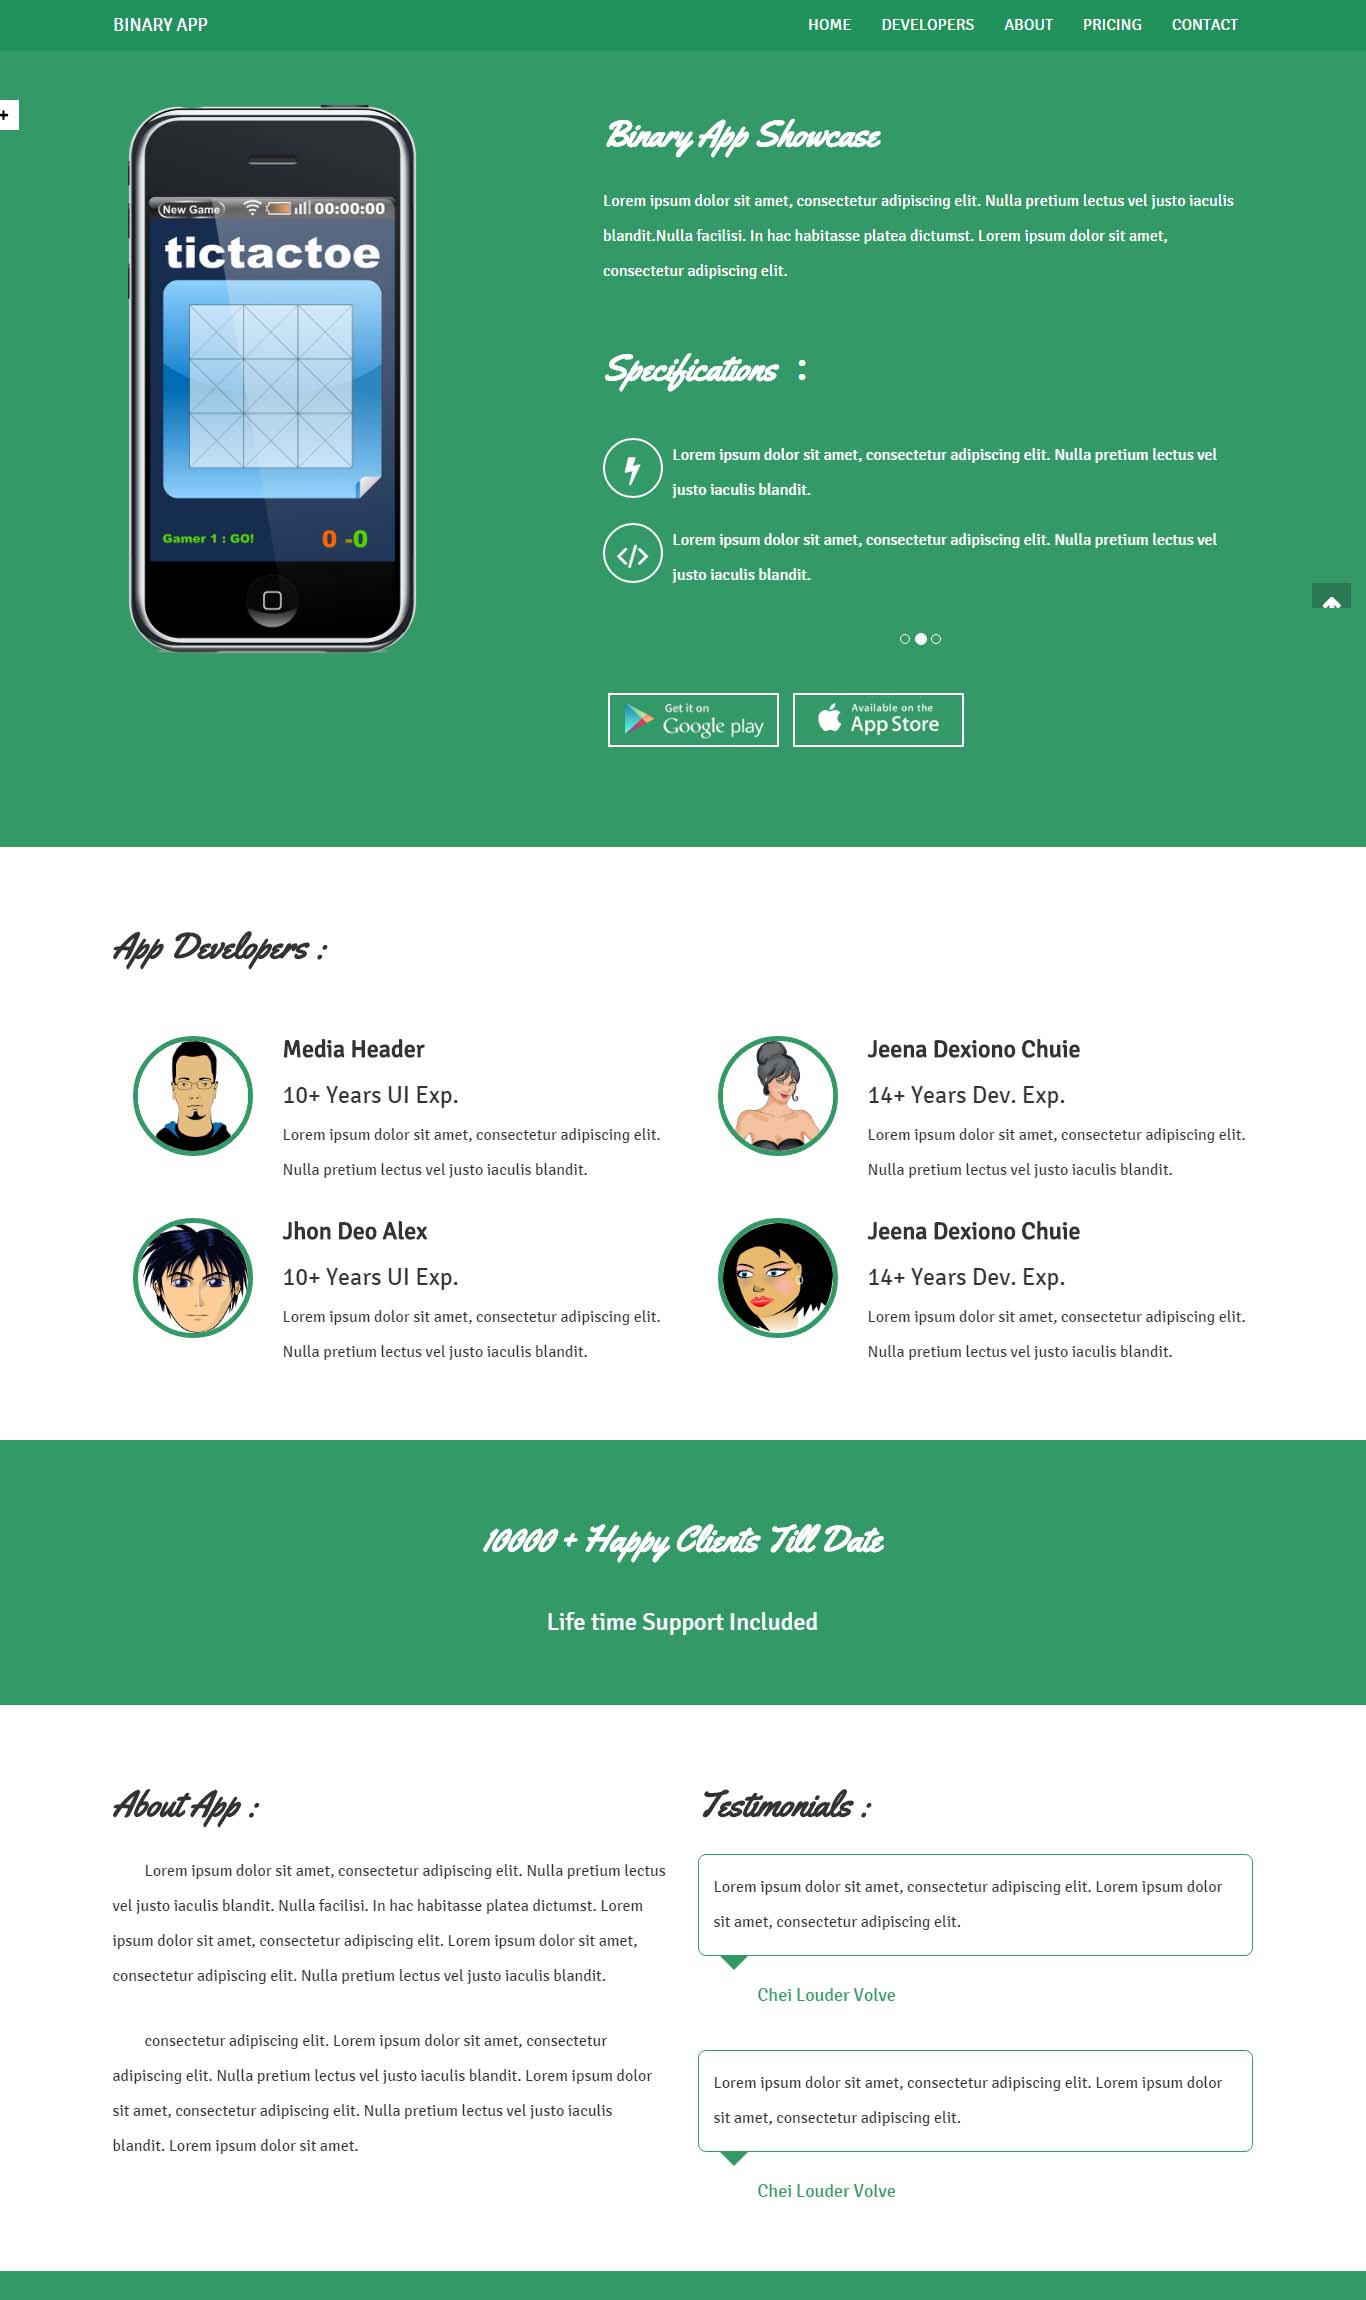 BINARY APP
HOME DEVELOPERS ABOUT PRICING CONTACT
+
New Game 00:00:00
tictactoe
Gamer 1 : GO!
0 -0
Binary App Showcase
Lorem ipsum dolor sit amet, consectetur adipiscing elit. Nulla pretium lectus vel justo iaculis
blandit.Nulla facilisi. In hac habitasse platea dictumst. Lorem ipsum dolor sit amet,
consectetur adipiscing elit.
Specifications :
Lorem ipsum dolor sit amet, consectetur adipiscing elit. Nulla pretium lectus vel
justo iaculis blandit.
</>
Lorem ipsum dolor sit amet, consectetur adipiscing elit. Nulla pretium lectus vel
justo iaculis blandit.
Get it on
Google play
Available on the
App Store
App Developers :
Media Header
10+ Years UI Exp.
Lorem ipsum dolor sit amet, consectetur adipiscing elit.
Nulla pretium lectus vel justo iaculis blandit.
Jeena Dexiono Chuie
14+ Years Dev. Exp.
Lorem ipsum dolor sit amet, consectetur adipiscing elit.
Nulla pretium lectus vel justo iaculis blandit.
Jhon Deo Alex
10+ Years UI Exp.
Lorem ipsum dolor sit amet, consectetur adipiscing elit.
Nulla pretium lectus vel justo iaculis blandit.
Jeena Dexiono Chuie
14+ Years Dev. Exp.
Lorem ipsum dolor sit amet, consectetur adipiscing elit.
Nulla pretium lectus vel justo iaculis blandit.
10000 + Happy Clients Till Date
Life time Support Included
About App :
Lorem ipsum dolor sit amet, consectetur adipiscing elit. Nulla pretium lectus
vel justo iaculis blandit. Nulla facilisi. In hac habitasse platea dictumst. Lorem
ipsum dolor sit amet, consectetur adipiscing elit. Lorem ipsum dolor sit amet,
consectetur adipiscing elit. Nulla pretium lectus vel justo iaculis blandit.
consectetur adipiscing elit. Lorem ipsum dolor sit amet, consectetur
adipiscing elit. Nulla pretium lectus vel justo iaculis blandit. Lorem ipsum dolor
sit amet, consectetur adipiscing elit. Nulla pretium lectus vel justo iaculis
blandit. Lorem ipsum dolor sit amet.
Testimonials :
Lorem ipsum dolor sit amet, consectetur adipiscing elit. Lorem ipsum dolor
sit amet, consectetur adipiscing elit.
Chei Louder Volve
Lorem ipsum dolor sit amet, consectetur adipiscing elit. Lorem ipsum dolor
sit amet, consectetur adipiscing elit.
Chei Louder Volve